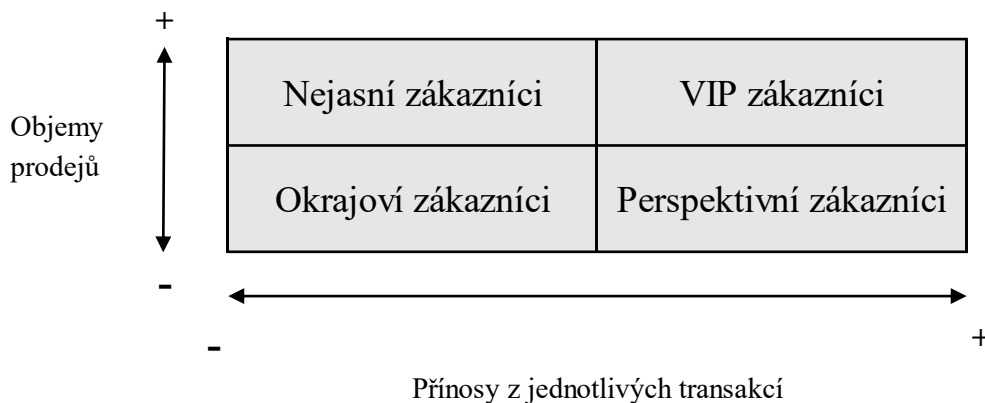 +
Nejasní zákazníci
VIP zákazníci
Objemy
prodejů
Okrajoví zákazníci
Perspektivní zákazníci
-
-
+
Přínosy z jednotlivých transakcí